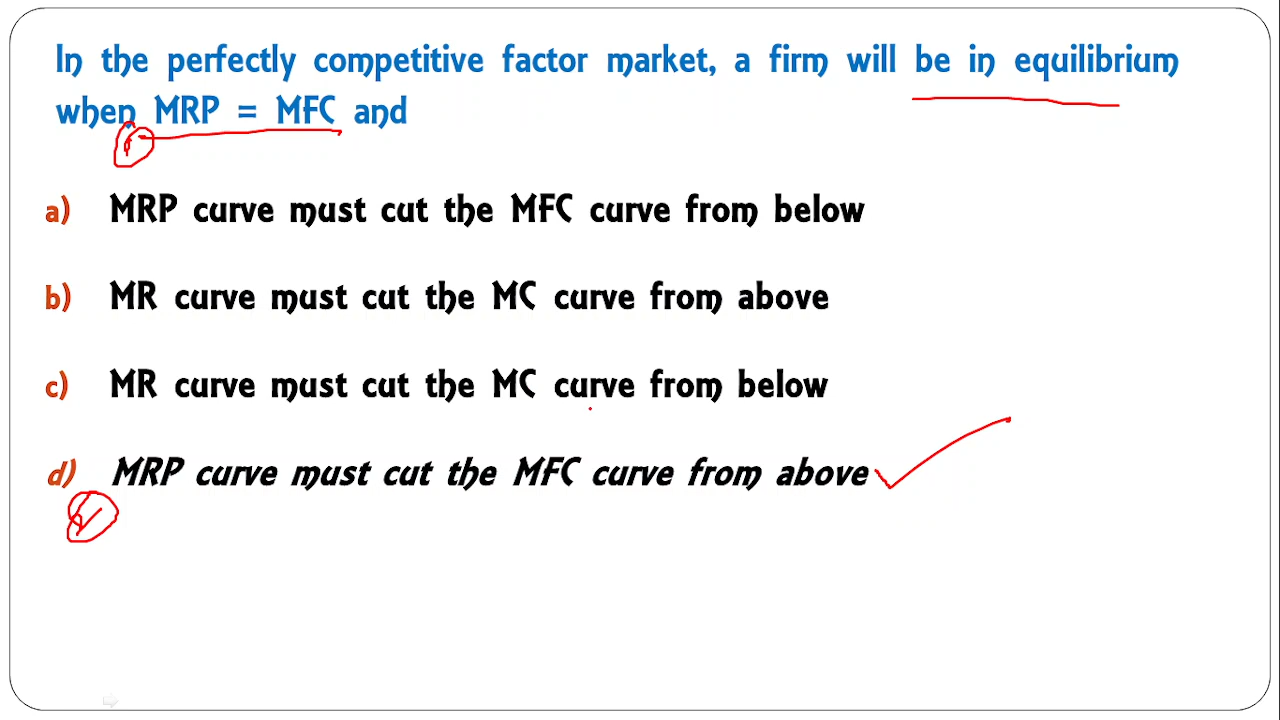 In the perfectly competitive factor market, a firm will be in equilibrium
when MRP = MFC and
a) MRP curve must cut the MFC curve from below
b) MR curve must cut the MC curve from above
c) MR curve must cut the MC curve from below
d) MRP curve must cut the MFC curve from above